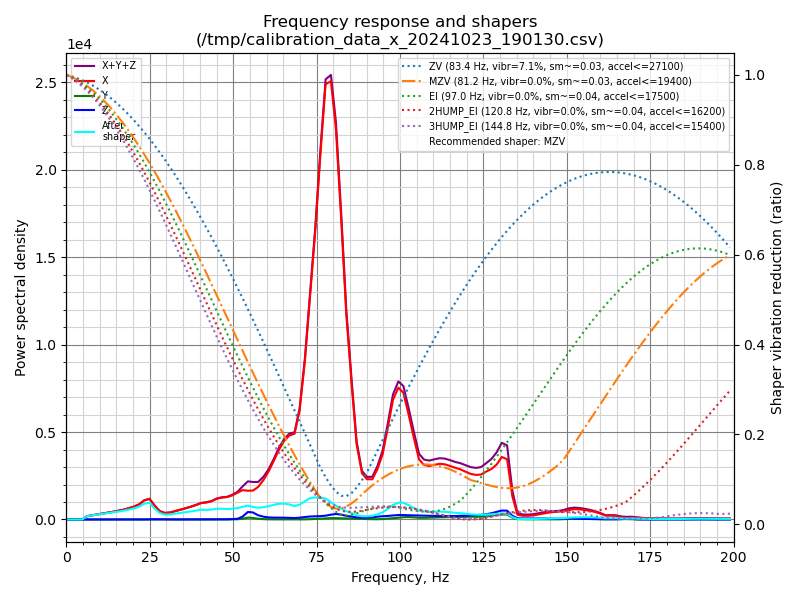 Frequency response and shapers
(/tmp/calibration_data_x_20241023_190130.csv)
1e4
X+Y+Z
X
Y
Z
After
shaper
ZV (83.4 Hz, vibr=7.1%, sm~=0.03, accel<=27100)
MZV (81.2 Hz, vibr=0.0%, sm~=0.03, accel<=19400)
EI (97.0 Hz, vibr=0.0%, sm~=0.04, accel<=17500)
2HUMP_EI (120.8 Hz, vibr=0.0%, sm~=0.04, accel<=16200)
3HUMP_EI (144.8 Hz, vibr=0.0%, sm~=0.04, accel<=15400)
Recommended shaper: MZV
Power spectral density
2.5
2.0
1.5
1.0
0.5
0.0
1.0
0.8
0.6
0.4
0.2
0.0
Shaper vibration reduction (ratio)
0 25 50 75 100 125 150 175 200
Frequency, Hz